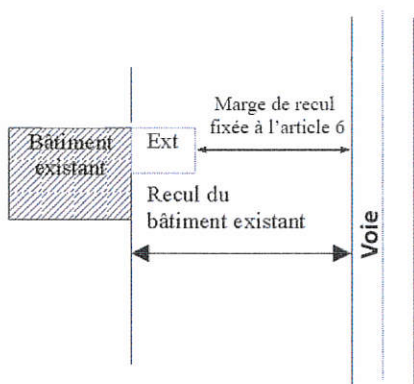 Marge de recul
fixée à l'article 6
Bâtiment
existant
Ext
Recul du
bâtiment existant
Voie